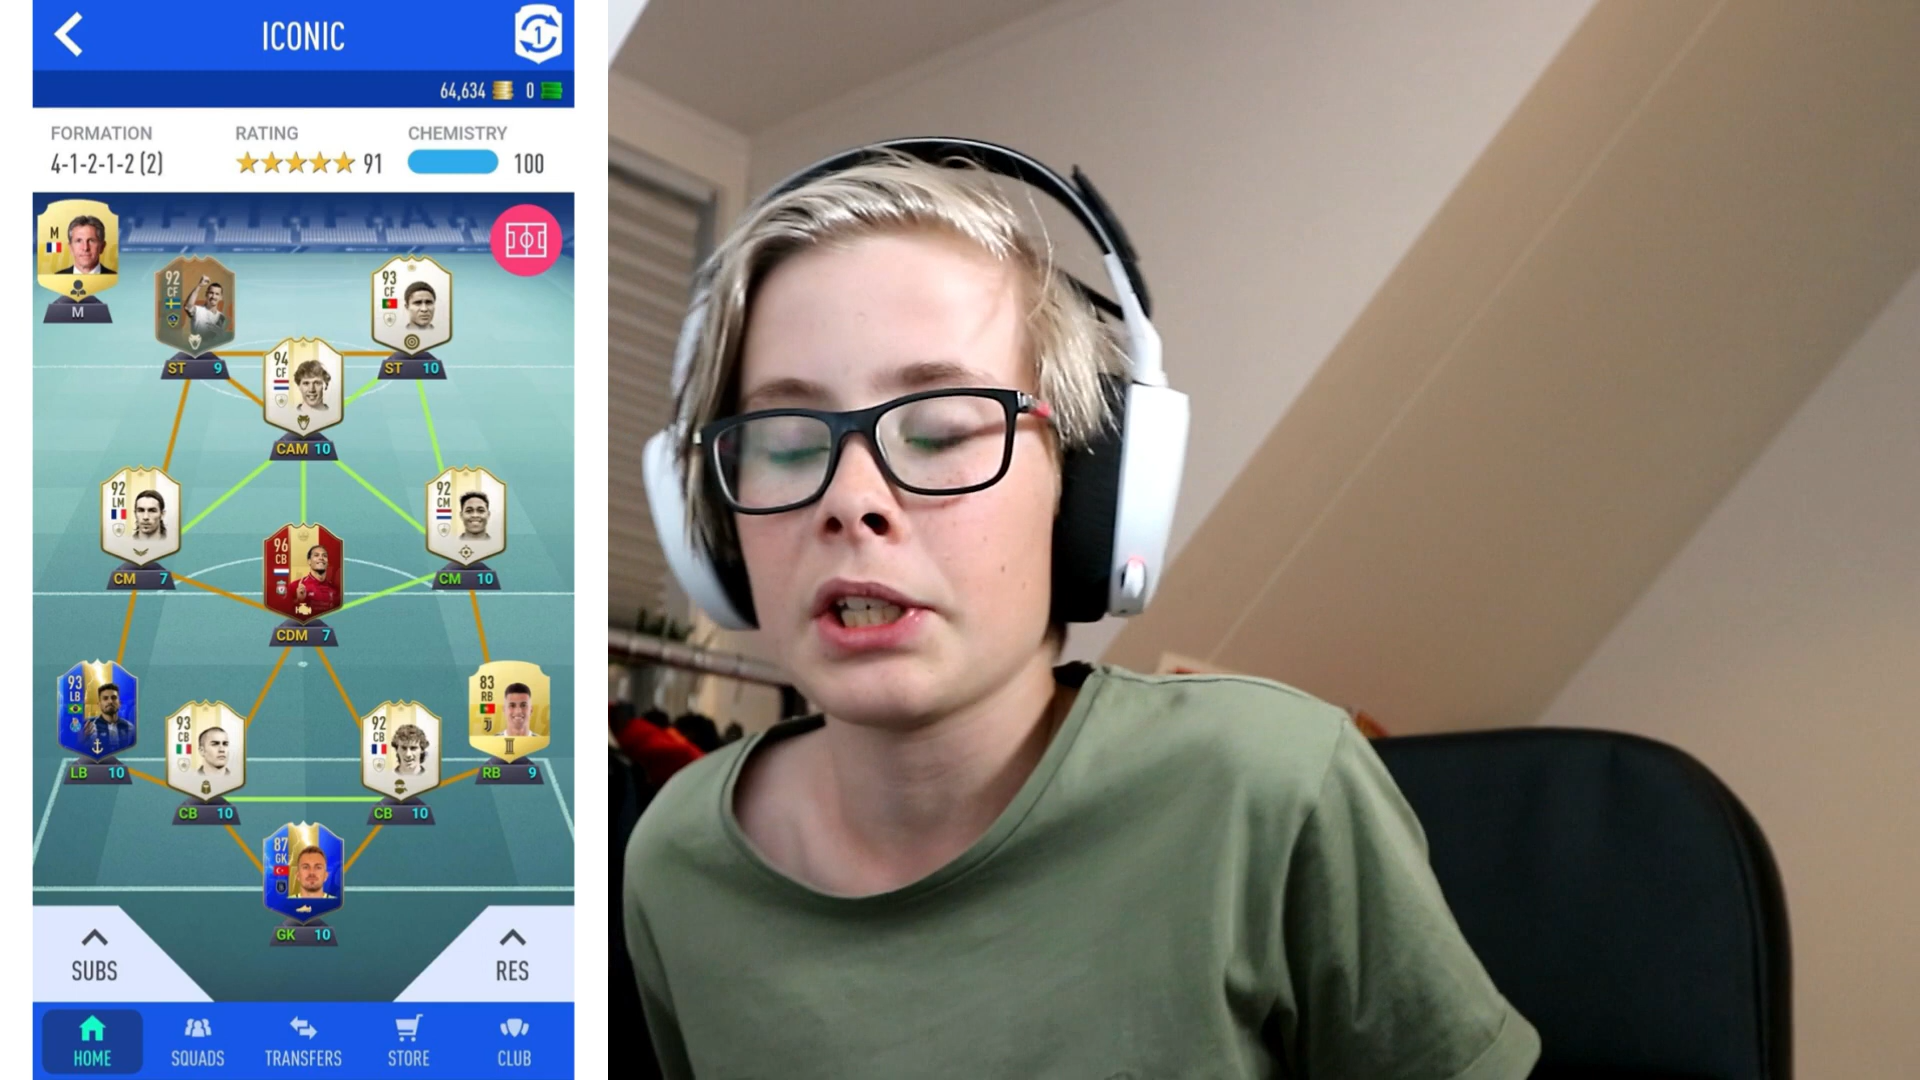 ICONIC
1
64,634 0
FORMATION RATING CHEMISTRY
4-1-2-1-2 (2) 91 100
M
M
92 CF
ST 9
93 CF
ST 10
94 CF
CAM 10
92 LM
CM 7
92 CM
CM 10
96 CB
CDM 7
93 LB
LB 10
93 CB
CB 10
92 CB
CB 10
83 RB
RB 9
87 GK
GK 10
SUBS RES
HOME SQUADS TRANSFERS STORE CLUB